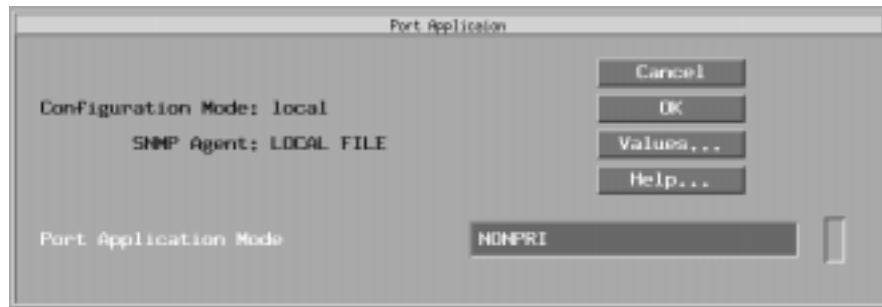 Port Applicaion
Cancel
Configuration Mode: local
OK
SNMP Agent: LOCAL FILE
Values...
Help...
Port Application Mode
NONPRI